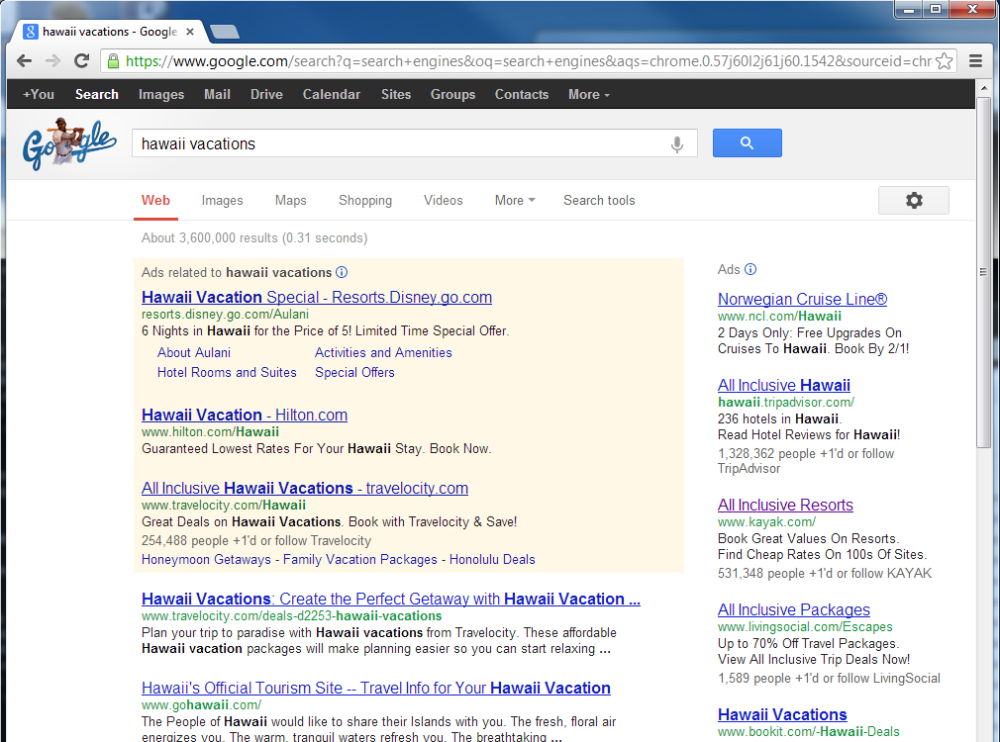 hawaii vacations - Google
https://www.google.com/search?q=search+engines&oq=search+engines&aqs=chrome.0.57j60l2j61j60.1542&sourceid=chr
+You Search Images Mail Drive Calendar Sites Groups Contacts More
Google
hawaii vacations
Web Images Maps Shopping Videos More Search tools
About 3,600,000 results (0.31 seconds)
Ads related to hawaii vacations
Hawaii Vacation Special - Resorts.Disney.go.com
resorts.disney.go.com/Aulani
6 Nights in Hawaii for the Price of 5! Limited Time Special Offer.
About Aulani Activities and Amenities
Hotel Rooms and Suites Special Offers
Hawaii Vacation - Hilton.com
www.hilton.com/Hawaii
Guaranteed Lowest Rates For Your Hawaii Stay. Book Now.
All Inclusive Hawaii Vacations - travelocity.com
www.travelocity.com/Hawaii
Great Deals on Hawaii Vacations. Book with Travelocity & Save!
254,488 people +1'd or follow Travelocity
Honeymoon Getaways - Family Vacation Packages - Honolulu Deals
Hawaii Vacations: Create the Perfect Getaway with Hawaii Vacation ...
www.travelocity.com/deals-d2253-hawaii-vacations
Plan your trip to paradise with Hawaii vacations from Travelocity. These affordable
Hawaii vacation packages will make planning easier so you can start relaxing ...
Hawaii's Official Tourism Site -- Travel Info for Your Hawaii Vacation
www.gohawaii.com/
The People of Hawaii would like to share their Islands with you. The fresh, floral air
energizes you. The warm, tranquil waters refresh you. The breathtaking ...
Ads
Norwegian Cruise Line®
www.ncl.com/Hawaii
2 Days Only: Free Upgrades On
Cruises To Hawaii. Book By 2/1!
All Inclusive Hawaii
hawaii.tripadvisor.com/
236 hotels in Hawaii.
Read Hotel Reviews for Hawaii!
1,328,362 people +1'd or follow
TripAdvisor
All Inclusive Resorts
www.kayak.com/
Book Great Values On Resorts.
Find Cheap Rates On 100s Of Sites.
531,348 people +1'd or follow KAYAK
All Inclusive Packages
www.livingsocial.com/Escapes
Up to 70% Off Travel Packages.
View All Inclusive Trip Deals Now!
1,589 people +1'd or follow LivingSocial
Hawaii Vacations
www.bookit.com/-Hawaii-Deals